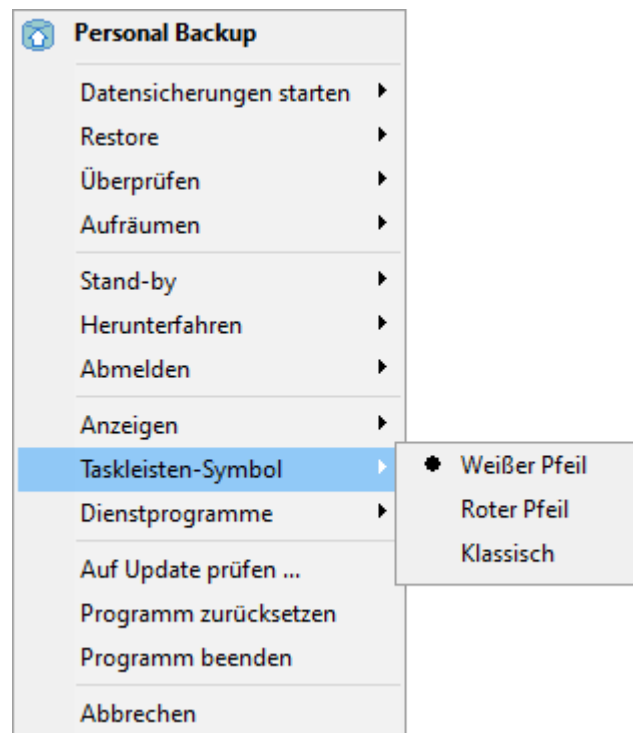 Personal Backup
Datensicherungen starten
Restore
Überprüfen
Aufräumen
Stand-by
Herunterfahren
Abmelden
Anzeigen
Taskleisten-Symbol
Weißer Pfeil
Roter Pfeil
Klassisch
Dienstprogramme
Auf Update prüfen ...
Programm zurücksetzen
Programm beenden
Abbrechen